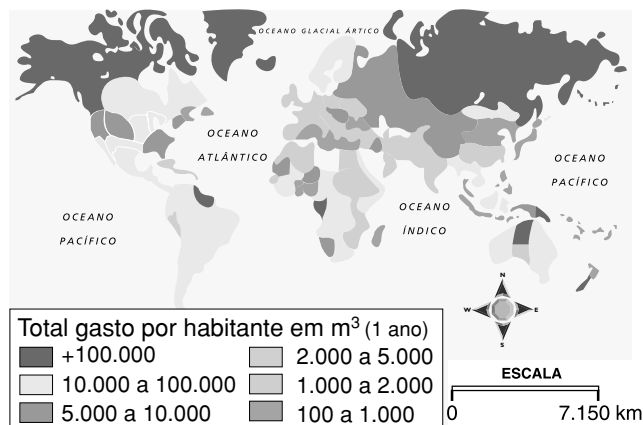 OCEANO GLACIAL ÁRTICO
OCEANO
ATLÂNTICO
OCEANO
PACÍFICO
OCEANO
PACÍFICO
OCEANO
ÍNDICO
N
W
E
S
Total gasto por habitante em m³ (1 ano)
+100.000
2.000 a 5.000
10.000 a 100.000
1.000 a 2.000
5.000 a 10.000
100 a 1.000
ESCALA
0 7.150 km